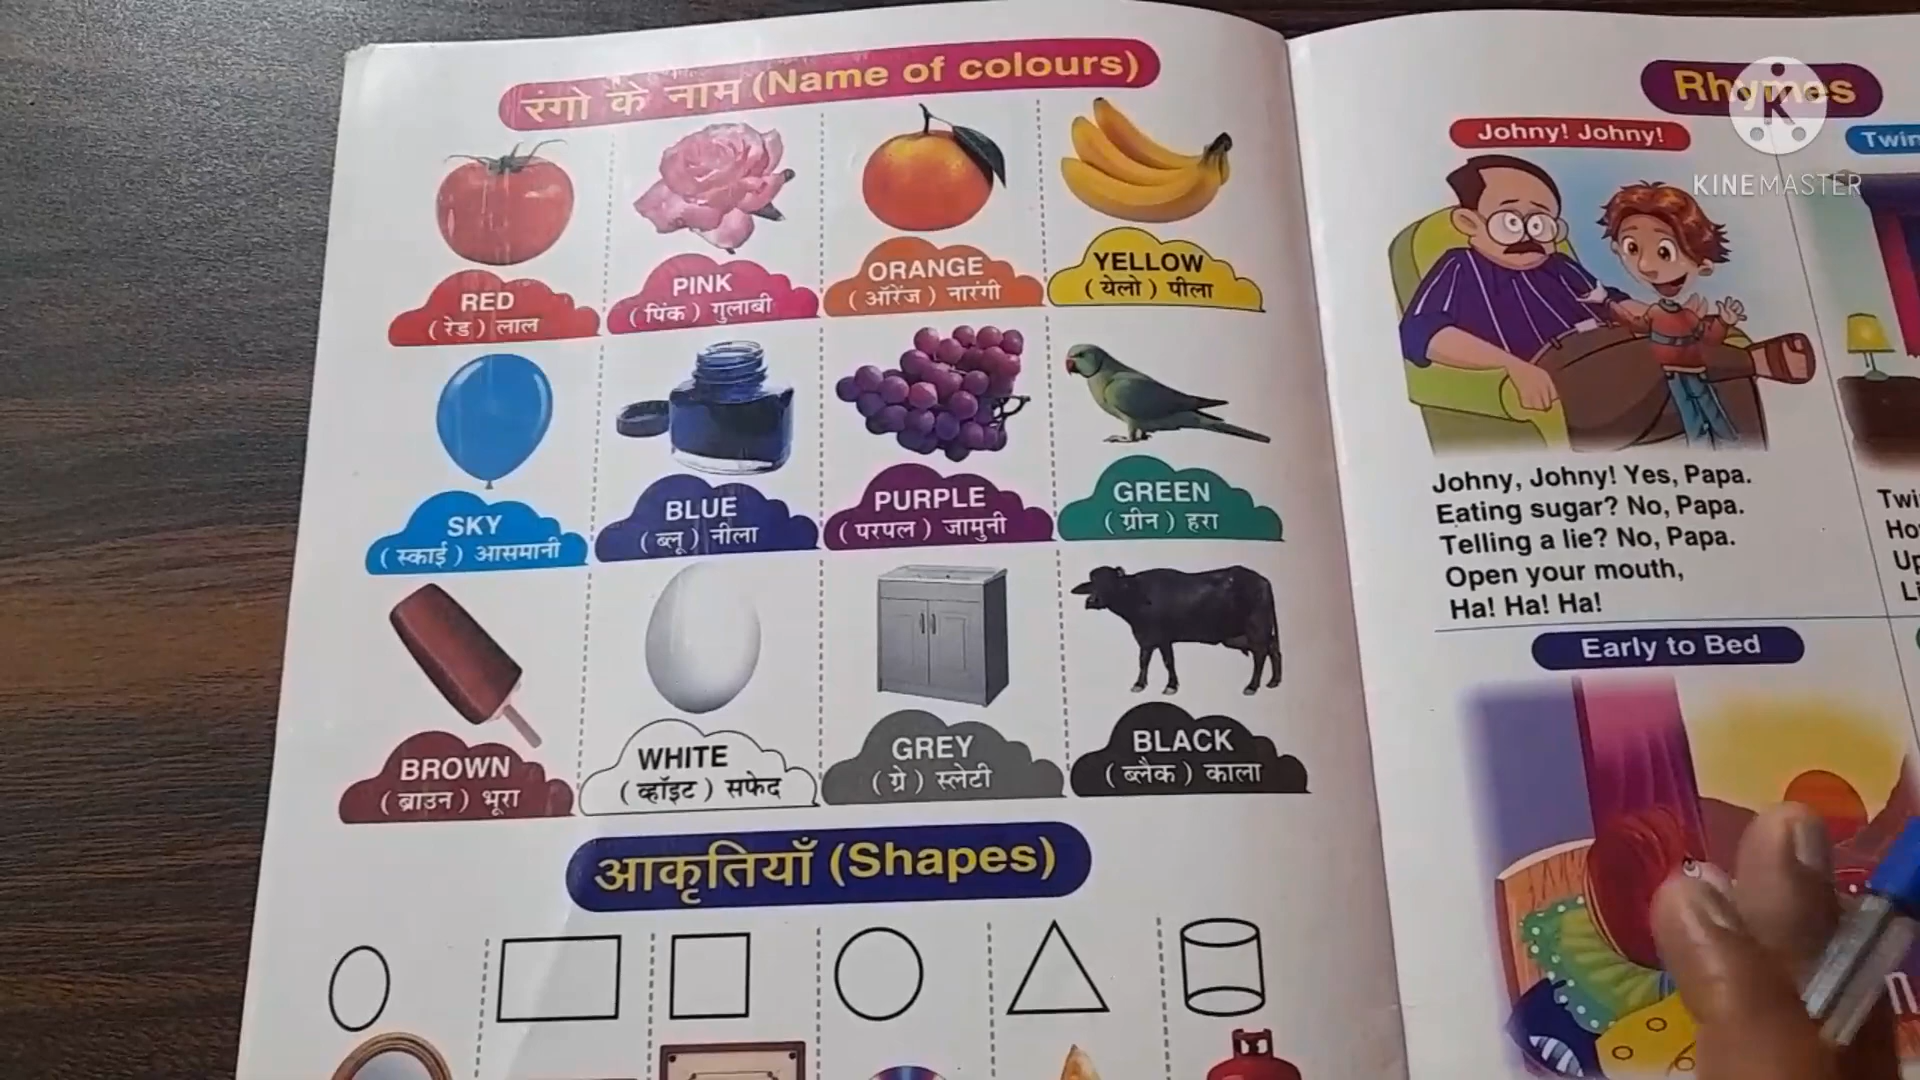 रंगो के नाम (Name of colours)
RED
( रेड ) लाल
PINK
( पिंक ) गुलाबी
ORANGE
( ऑरेंज ) नारंगी
YELLOW
( येलो ) पीला
SKY
( स्काई ) आसमानी
BLUE
( ब्लू ) नीला
PURPLE
( परपल ) जामुनी
GREEN
( ग्रीन ) हरा
BROWN
( ब्राउन ) भूरा
WHITE
( व्हॉइट ) सफेद
GREY
( ग्रे ) स्लेटी
BLACK
( ब्लैक ) काला
आकृतियाँ (Shapes)
Rhymes
K
KINEMASTER
Johny! Johny!
Johny, Johny! Yes, Papa.
Eating sugar? No, Papa.
Telling a lie? No, Papa.
Open your mouth,
Ha! Ha! Ha!
Early to Bed